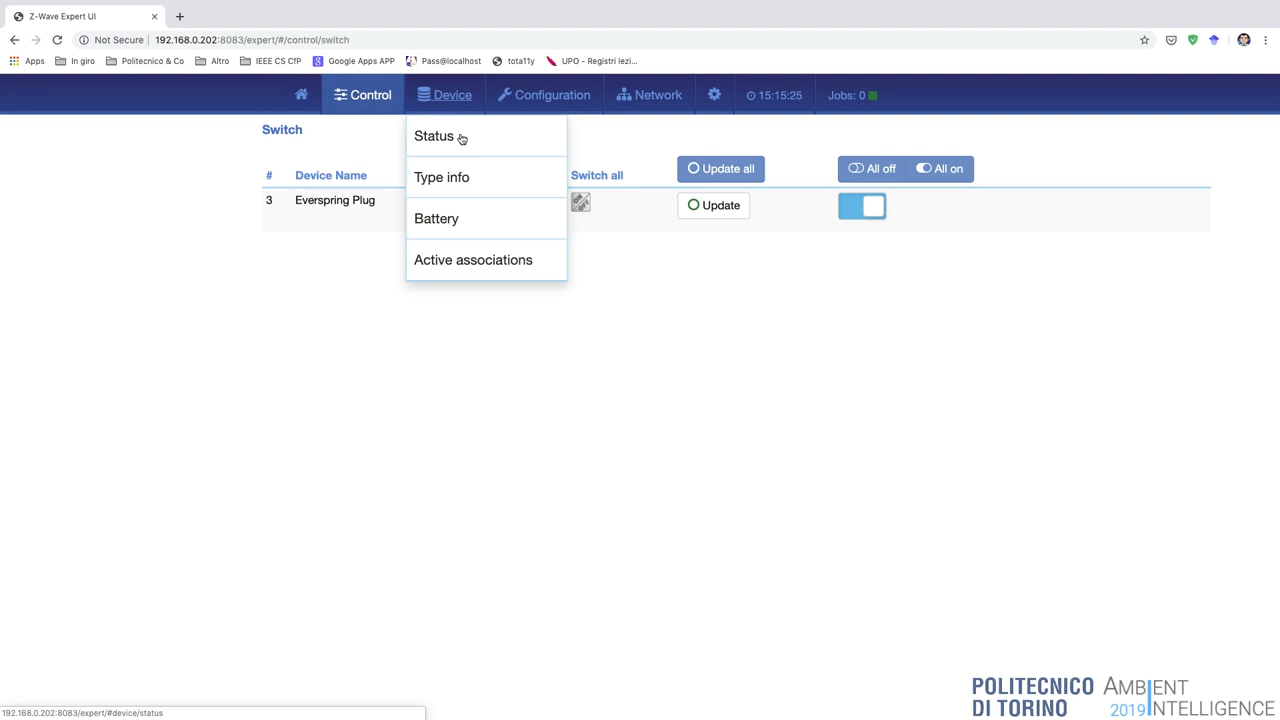 Z-Wave Expert UI
Not Secure 192.168.0.202:8083/expert/#/control/switch
Apps In giro Politecnico & Co Altro IEEE CS CfP Google Apps APP Pass@localhost tota11y UPO - Registri lezi...
Control Device Configuration Network 15:15:25 Jobs: 0
Switch
Status
# Device Name Switch all Update all All off All on
Type info
3 Everspring Plug Update
Battery
Active associations
POLITECNICO
DI TORINO
AMBIENT
2019 INTELLIGENCE
192.168.0.202:8083/expert/#device/status